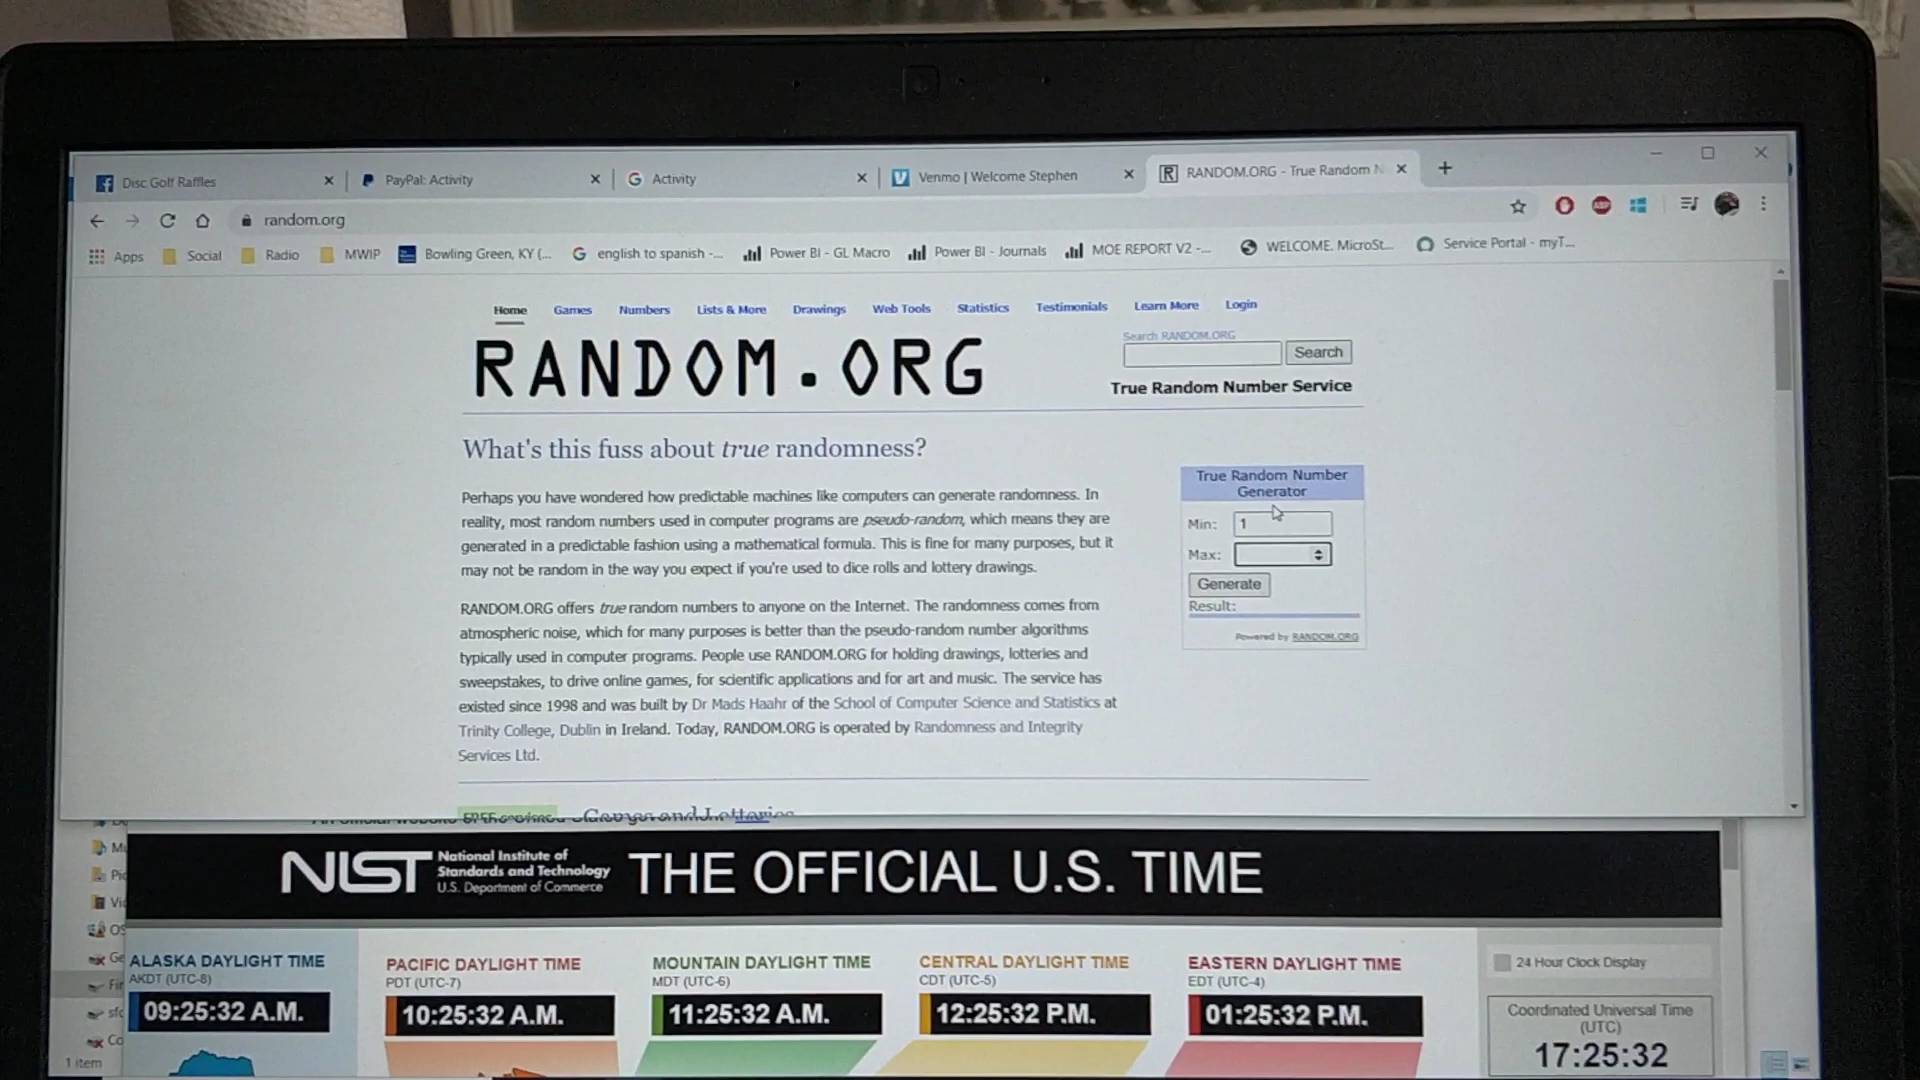 Disc Golf Raffles
PayPal: Activity
Activity
Venmo | Welcome Stephen
RANDOM.ORG - True Random N
random.org
ABP
Apps
Social
Radio
MWIP
Bowling Green, KY (...
english to spanish -...
Power BI - GL Macro
Power BI - Journals
MOE REPORT V2 -...
WELCOME. MicroSt...
Service Portal - myT...
Home Games Numbers Lists & More Drawings Web Tools Statistics Testimonials Learn More Login
RANDOM.ORG
Search RANDOM.ORG
Search
True Random Number Service
What's this fuss about true randomness?
Perhaps you have wondered how predictable machines like computers can generate randomness. In
reality, most random numbers used in computer programs are pseudo-random, which means they are
generated in a predictable fashion using a mathematical formula. This is fine for many purposes, but it
may not be random in the way you expect if you're used to dice rolls and lottery drawings.
RANDOM.ORG offers true random numbers to anyone on the Internet. The randomness comes from
atmospheric noise, which for many purposes is better than the pseudo-random number algorithms
typically used in computer programs. People use RANDOM.ORG for holding drawings, lotteries and
sweepstakes, to drive online games, for scientific applications and for art and music. The service has
existed since 1998 and was built by Dr Mads Haahr of the School of Computer Science and Statistics at
Trinity College, Dublin in Ireland. Today, RANDOM.ORG is operated by Randomness and Integrity
Services Ltd.
True Random Number
Generator
Min: 1
Max:
Generate
Result:
Powered by RANDOM.ORG
FREE services
Games and Lotteries
NIST
National Institute of
Standards and Technology
U.S. Department of Commerce
THE OFFICIAL U.S. TIME
ALASKA DAYLIGHT TIME
AKDT (UTC-8)
09:25:32 A.M.
PACIFIC DAYLIGHT TIME
PDT (UTC-7)
10:25:32 A.M.
MOUNTAIN DAYLIGHT TIME
MDT (UTC-6)
11:25:32 A.M.
CENTRAL DAYLIGHT TIME
CDT (UTC-5)
12:25:32 P.M.
EASTERN DAYLIGHT TIME
EDT (UTC-4)
01:25:32 P.M.
24 Hour Clock Display
Coordinated Universal Time
(UTC)
17:25:32
1 item